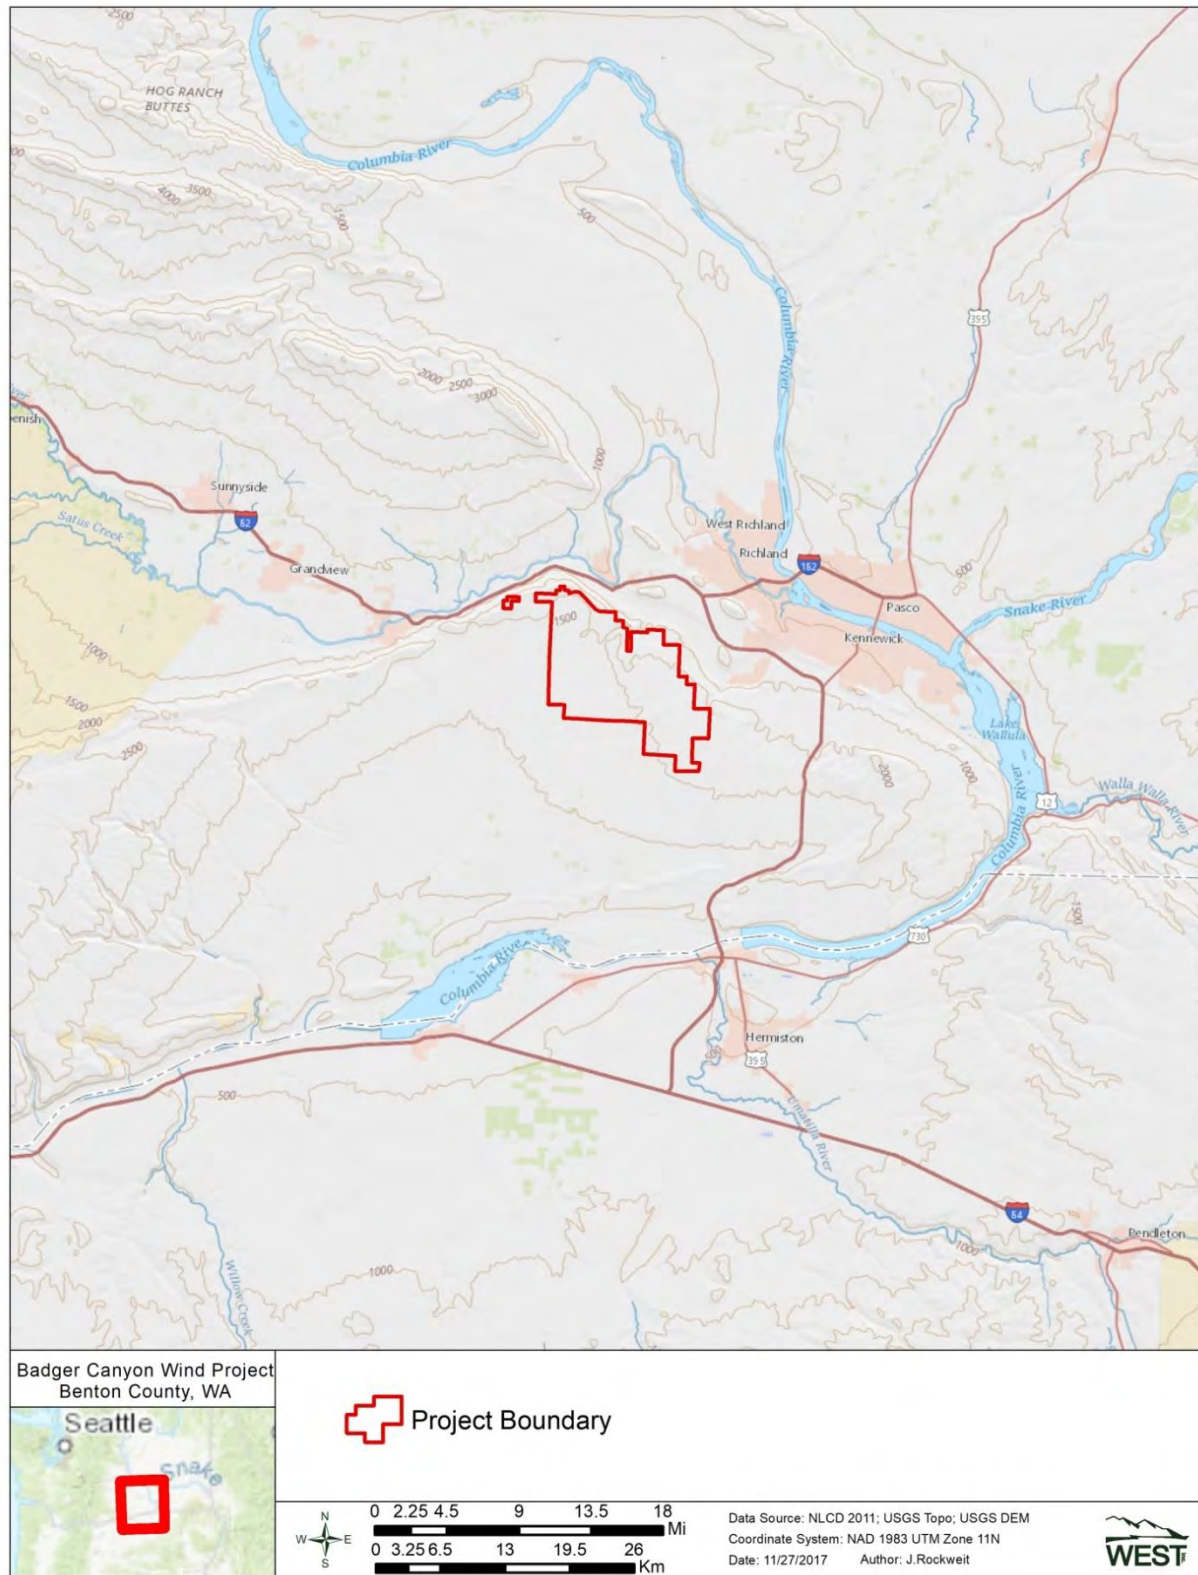 2500
HOG RANCH
BUTTES
Columbia River
3500
4000
1500
500
Columbia River
395
2000
2500
3000
1000
enish
Sunnyside
82
Satus Creek
Grandview
West Richland
Richland
182
500
Pasco
Snake River
Kennewick
1500
1000
1500
2000
2500
Lake
Wallula
2000
1000
Columbia River
12
Walla Walla
River
1500
730
Columbia Rive
Hermiston
395
500
Umatilla River
84
Pendleton
1000
1000
Willow Creek
Badger Canyon Wind Project
Benton County, WA
Seattle
Snake
Project Boundary
N
W E
S
0 2.25 4.5 9 13.5 18
Mi
0 3.25 6.5 13 19.5 26
Km
Data Source: NLCD 2011; USGS Topo; USGS DEM
Coordinate System: NAD 1983 UTM Zone 11N
Date: 11/27/2017 Author: J.Rockweit
WEST